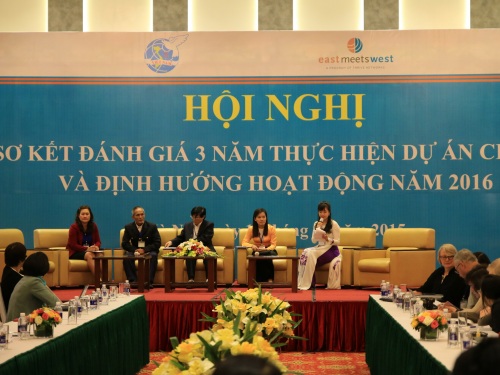 eastmeetswest
HỘI NGHỊ
SƠ KẾT ĐÁNH GIÁ 3 NĂM THỰC HIỆN DỰ ÁN
VÀ ĐỊNH HƯỚNG HOẠT ĐỘNG NĂM 2016
2015